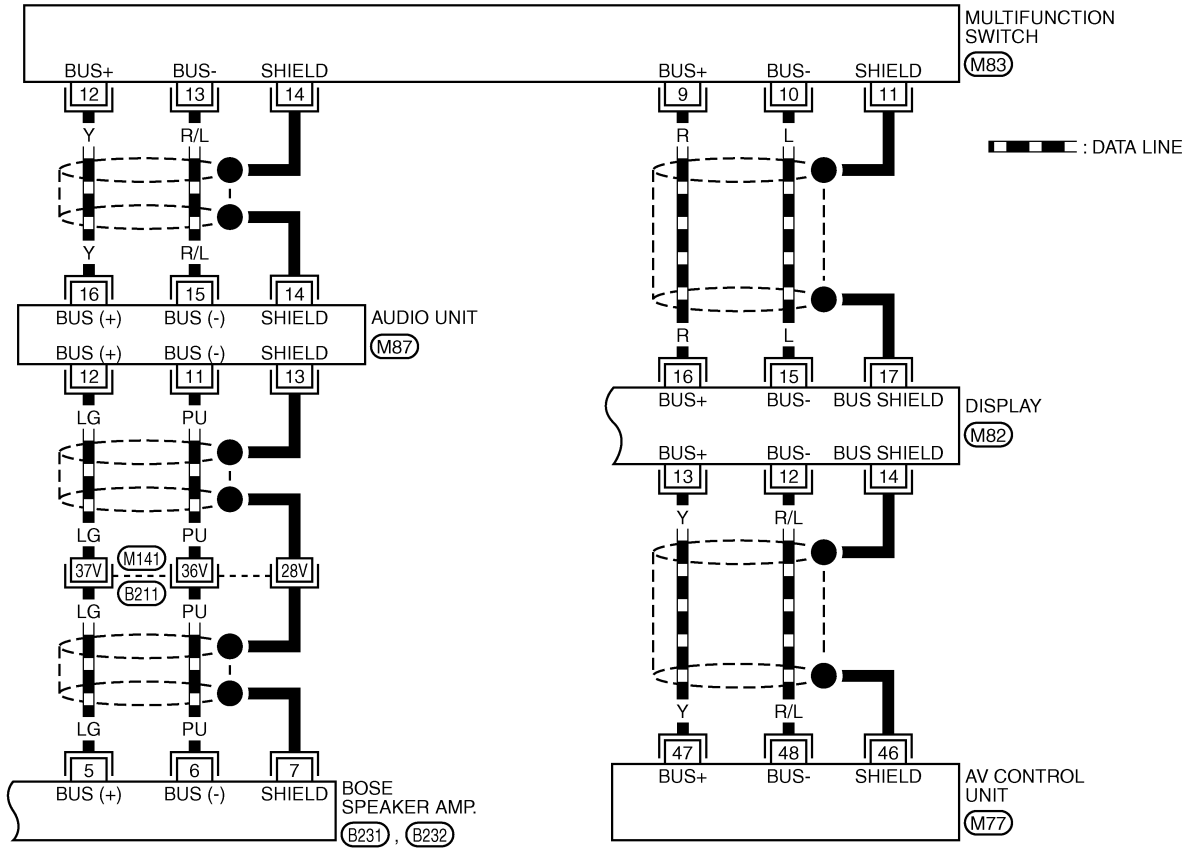 MULTIFUNCTION
SWITCH
M83
BUS+ BUS- SHIELD BUS+ BUS- SHIELD
12 13 14 9 10 11
Y R/L R L
: DATA LINE
Y R/L
16 15 14
BUS (+) BUS (-) SHIELD
AUDIO UNIT
M87
BUS (+) BUS (-) SHIELD
12 11 13
R L
16 15 17
BUS+ BUS- BUS SHIELD
DISPLAY
M82
LG PU
BUS+ BUS- BUS SHIELD
13 12 14
Y R/L
LG PU
M141
37V 36V 28V
B211
LG PU
Y R/L
LG PU
47 48 46
BUS+ BUS- SHIELD
AV CONTROL
UNIT
M77
5 6 7
BUS (+) BUS (-) SHIELD
BOSE
SPEAKER AMP.
B231 , B232